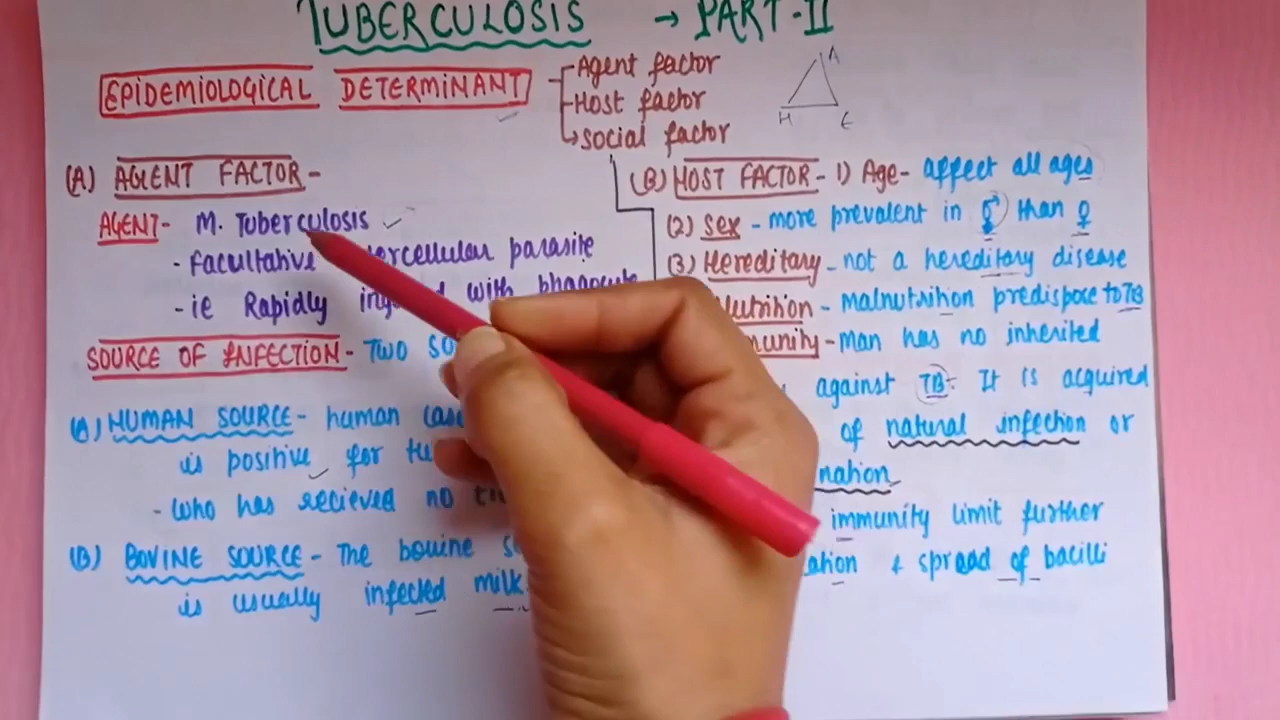 TUBERCULOSIS → PART-II
EPIDEMIOLOGICAL DETERMINANT
Agent factor
Host factor
Social factor
A
H E
(A) AGENT FACTOR-
AGENT- M. Tuberculosis
- facultative parasite
- ie Rapidly with
SOURCE OF INFECTION- TWO
(A) HUMAN SOURCE- human
is positive for
- who has recieved no
(B) BOVINE SOURCE- The bovine
is usually infected milk
(B) HOST FACTOR- 1) Age- affect all ages
(2) Sex - more prevalent in ♂ than ♀
(3) Hereditary - not a hereditary disease
- malnutrition predispose to TB
- man has no inherited
against TB. It is acquired
of natural infection or
immunity limit further
+ spread of bacilli